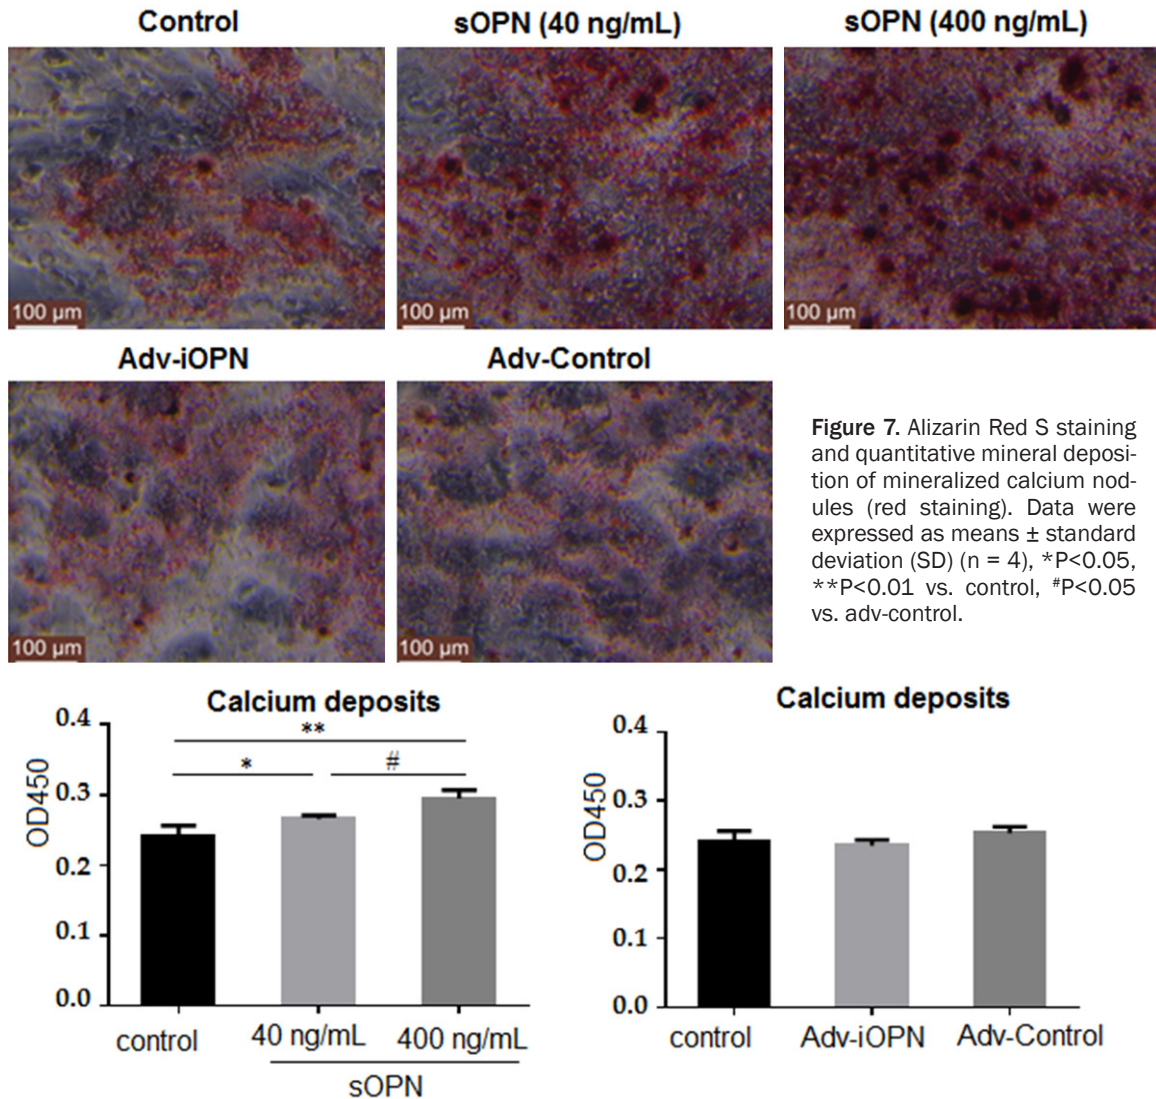 Control
sOPN (40 ng/mL)
sOPN (400 ng/mL)
100 µm
100 µm
100 µm
Adv-iOPN
Adv-Control
100 µm
100 µm
Figure 7. Alizarin Red S staining
and quantitative mineral deposi-
tion of mineralized calcium nod-
ules (red staining). Data were
expressed as means ± standard
deviation (SD) (n = 4), *P<0.05,
**P<0.01 vs. control, #P<0.05
vs. adv-control.
Calcium deposits
OD450
0.4
0.3
0.2
0.1
0.0
**
*
#
control
40 ng/mL
400 ng/mL
sOPN
Calcium deposits
OD450
0.4
0.3
0.2
0.1
0.0
control
Adv-iOPN
Adv-Control